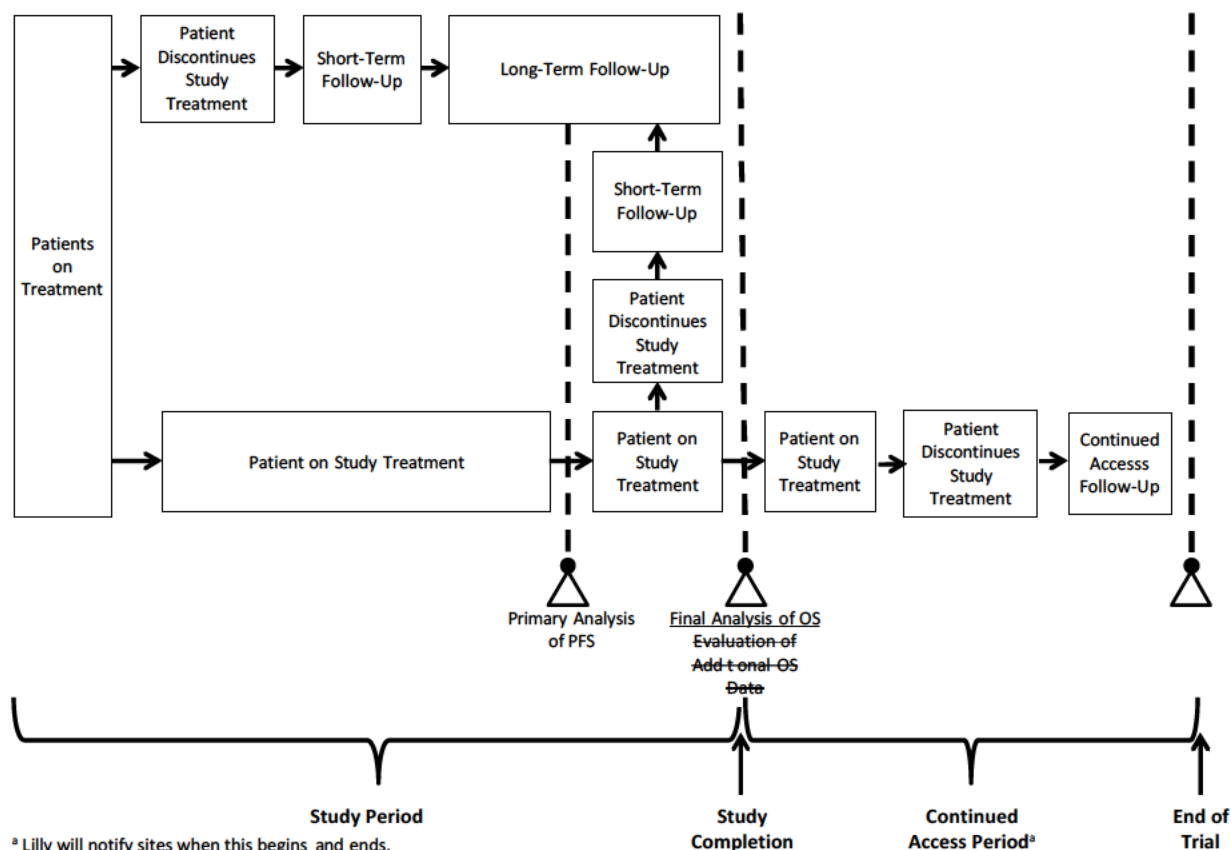 Patient
Discontinues
Study
Treatment
Short-Term
Follow-Up
Long-Term Follow-Up
Short-Term
Follow-Up
Patients
on
Treatment
Patient
Discontinues
Study
Treatment
Patient on Study Treatment
Patient on
Study
Treatment
Patient on
Study
Treatment
Patient
Discontinues
Study
Treatment
Continued
Accesss
Follow-Up
Primary Analysis
of PFS
Final Analysis of OS
Evaluation of
Add t onal OS
Data
Study Period
Study
Completion
Continued
Access Periodᵃ
End of
Trial
ᵃ Lilly will notify sites when this begins and ends.